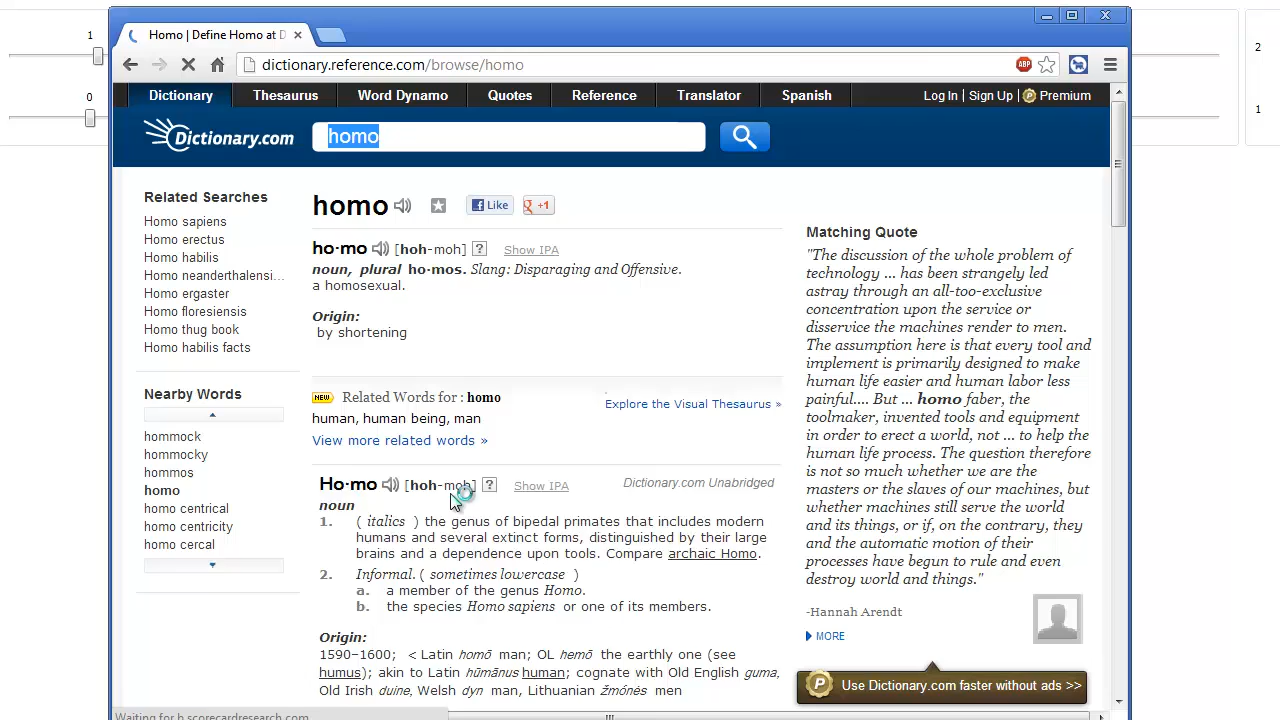 Homo | Define Homo at D
1
0
2
1
dictionary.reference.com/browse/homo
ABP
Dictionary Thesaurus Word Dynamo Quotes Reference Translator Spanish Log In | Sign Up | P Premium
Dictionary.com
homo
Related Searches
Homo sapiens
Homo erectus
Homo habilis
Homo neanderthalensi...
Homo ergaster
Homo floresiensis
Homo thug book
Homo habilis facts
Nearby Words
hommock
hommocky
hommos
homo
homo centrical
homo centricity
homo cercal
homo
Like
+1
ho·mo [hoh-moh] ? Show IPA
noun, plural ho·mos. Slang: Disparaging and Offensive.
a homosexual.
Origin:
by shortening
NEW Related Words for : homo
human, human being, man
View more related words »
Explore the Visual Thesaurus »
Ho·mo [hoh-moh] ? Show IPA
Dictionary.com Unabridged
noun
1. ( italics ) the genus of bipedal primates that includes modern
humans and several extinct forms, distinguished by their large
brains and a dependence upon tools. Compare archaic Homo.
2. Informal. ( sometimes lowercase )
a. a member of the genus Homo.
b. the species Homo sapiens or one of its members.
Origin:
1590–1600; < Latin homō man; OL hemō the earthly one (see
humus); akin to Latin hūmānus human; cognate with Old English guma,
Old Irish duine, Welsh dyn man, Lithuanian žmónės men
Matching Quote
"The discussion of the whole problem of
technology ... has been strangely led
astray through an all-too-exclusive
concentration upon the service or
disservice the machines render to men.
The assumption here is that every tool and
implement is primarily designed to make
human life easier and human labor less
painful.... But ... homo faber, the
toolmaker, invented tools and equipment
in order to erect a world, not ... to help the
human life process. The question therefore
is not so much whether we are the
masters or the slaves of our machines, but
whether machines still serve the world
and its things, or if, on the contrary, they
and the automatic motion of their
processes have begun to rule and even
destroy world and things."
-Hannah Arendt
MORE
P Use Dictionary.com faster without ads >>
Waiting for b.scorecardresearch.com